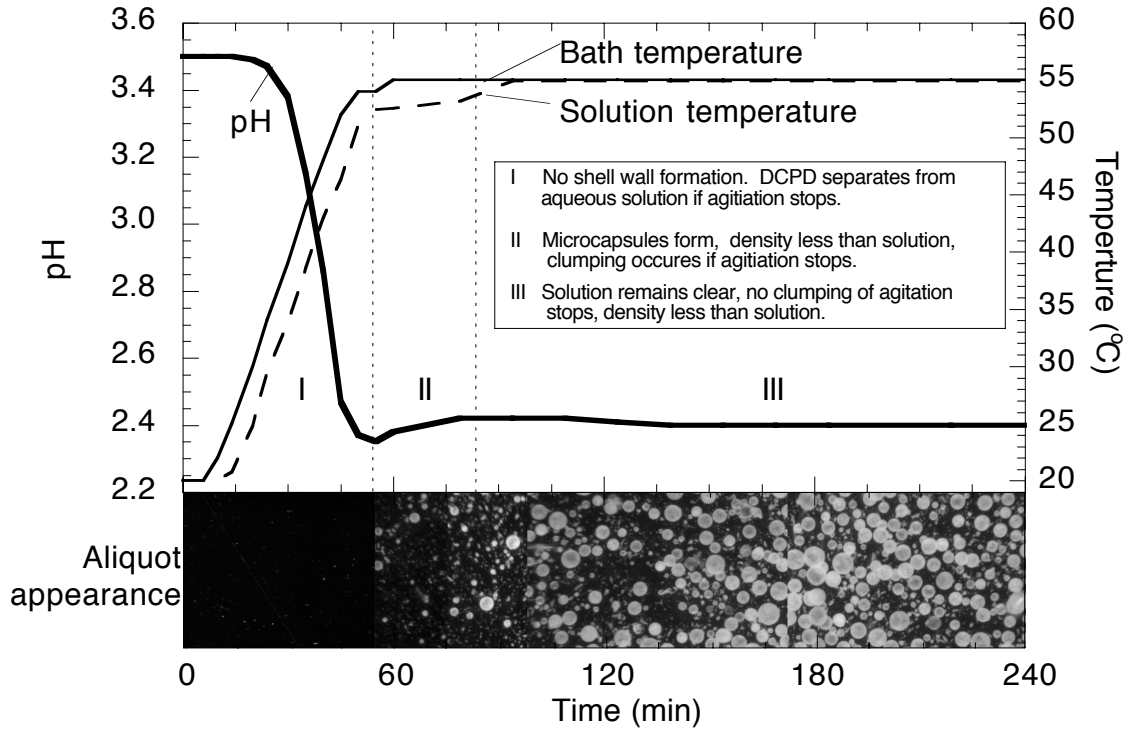 3.6
3.4
3.2
3.0
2.8
2.6
2.4
2.2
pH
60
55
50
45
40
35
30
25
20
Temperture (ºC)
Bath temperature
Solution temperature
pH
I No shell wall formation. DCPD separates from
aqueous solution if agitiation stops.
II Microcapsules form, density less than solution,
clumping occures if agitiation stops.
III Solution remains clear, no clumping of agitation
stops, density less than solution.
I
II
III
Aliquot
appearance
0
60
120
180
240
Time (min)